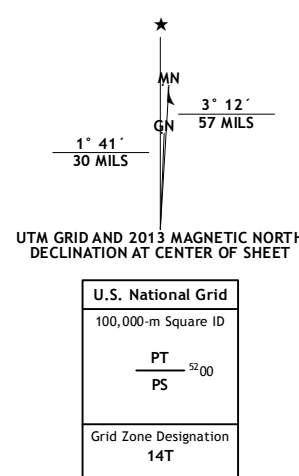 ★
MN
3° 12´
57 MILS
GN
1° 41´
30 MILS
UTM GRID AND 2013 MAGNETIC NORTH
DECLINATION AT CENTER OF SHEET
U.S. National Grid
100,000-m Square ID
PT
5200
PS
Grid Zone Designation
14T